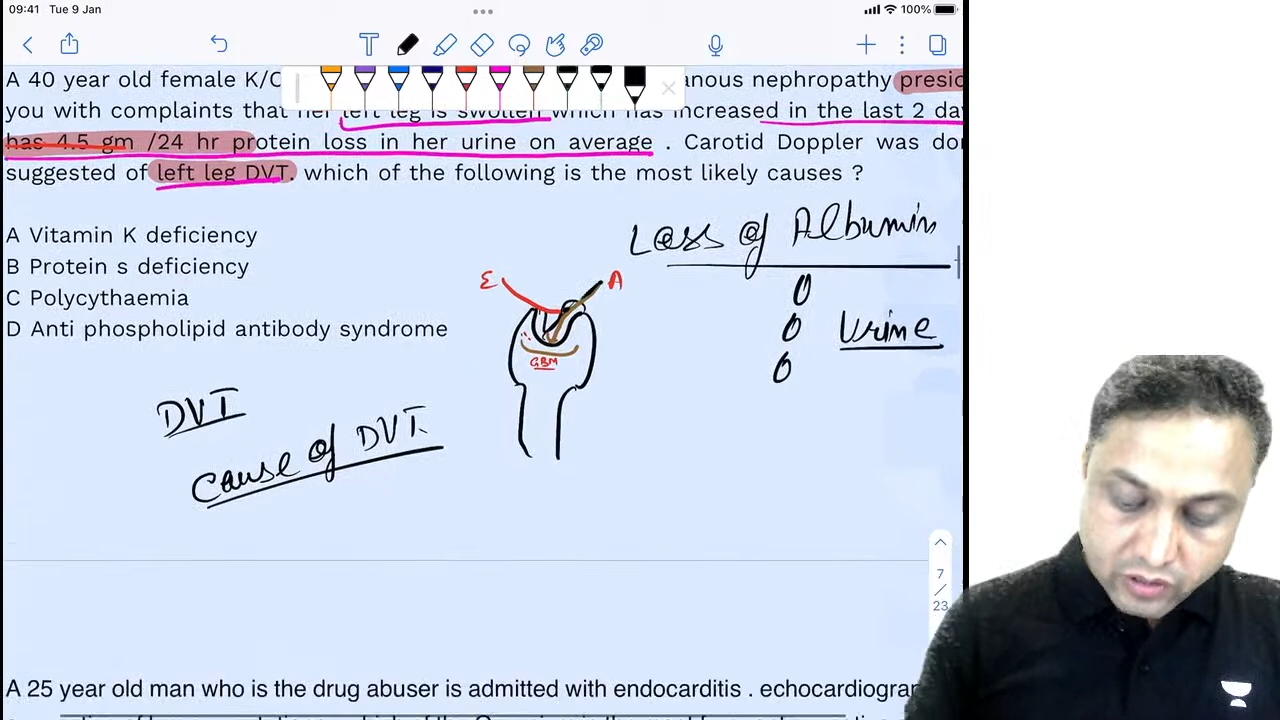 09:41 Tue 9 Jan
100%
A 40 year old female K/C anous nephropathy presid
you with complaints that her left leg is swollen which has increased in the last 2 da
has 4.5 gm /24 hr protein loss in her urine on average . Carotid Doppler was do
suggested of left leg DVT. which of the following is the most likely causes ?
Loss of Albumin
A Vitamin K deficiency
B Protein s deficiency
C Polycythaemia
D Anti phospholipid antibody syndrome
E
A
GBM
0
0
0
Urine
DVT
Cause of DVT
7
/
23
A 25 year old man who is the drug abuser is admitted with endocarditis . echocardiogra